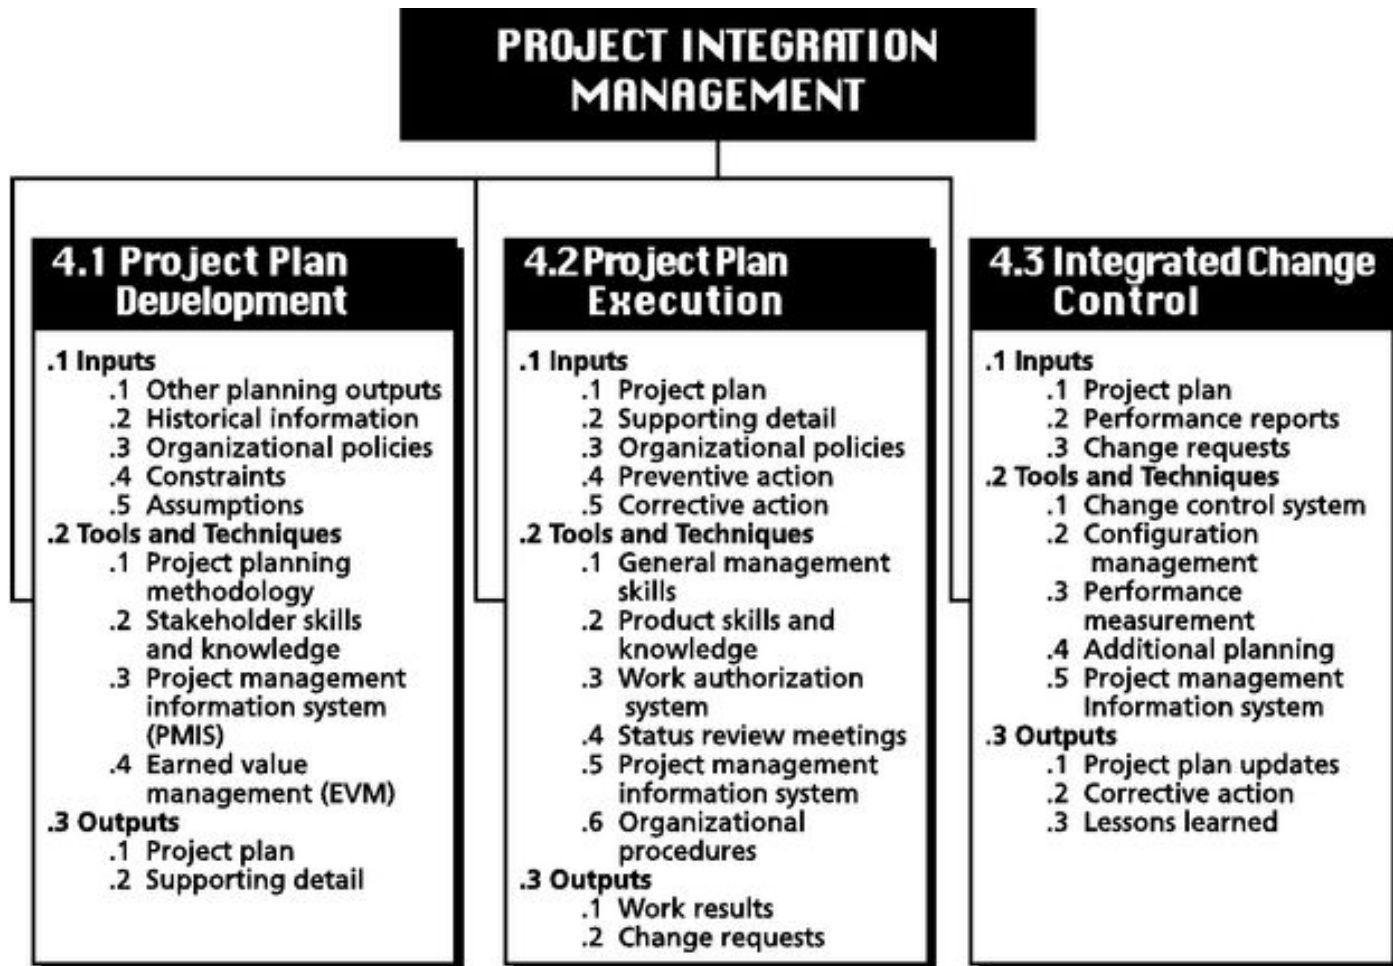 PROJECT INTEGRATION
MANAGEMENT
4.1 Project Plan
Development
.1 Inputs
.1 Other planning outputs
.2 Historical information
.3 Organizational policies
.4 Constraints
.5 Assumptions
.2 Tools and Techniques
.1 Project planning
methodology
.2 Stakeholder skills
and knowledge
.3 Project management
information system
(PMIS)
.4 Earned value
management (EVM)
.3 Outputs
.1 Project plan
.2 Supporting detail
4.2 Project Plan
Execution
.1 Inputs
.1 Project plan
.2 Supporting detail
.3 Organizational policies
.4 Preventive action
.5 Corrective action
.2 Tools and Techniques
.1 General management
skills
.2 Product skills and
knowledge
.3 Work authorization
system
.4 Status review meetings
.5 Project management
information system
.6 Organizational
procedures
.3 Outputs
.1 Work results
.2 Change requests
4.3 Integrated Change
Control
.1 Inputs
.1 Project plan
.2 Performance reports
.3 Change requests
.2 Tools and Techniques
.1 Change control system
.2 Configuration
management
.3 Performance
measurement
.4 Additional planning
.5 Project management
Information system
.3 Outputs
.1 Project plan updates
.2 Corrective action
.3 Lessons learned